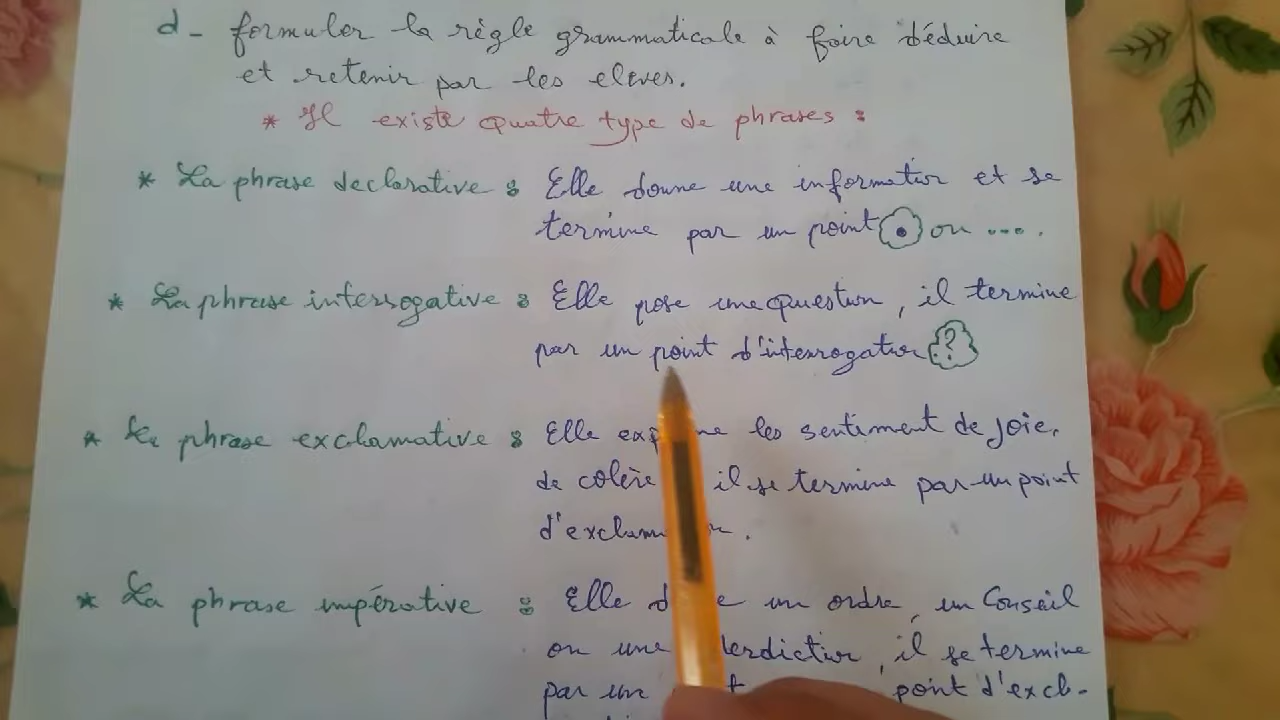 d- formuler la règle grammaticale à faire déduire
et retenir par les eleves.
* Il existe quatre type de phrases :
* La phrase declarative : Elle donne une information et se
termine par un point . ou ....
* La phrase interrogative : Elle pose une question, il termine
par un point d'interrogation ?
* La phrase exclamative : Elle les sentiment de joie,
de colère il se termine par un point
* La phrase impérative : Elle un ordre, un Conseil
ou une il se termine
par un point d'excl-